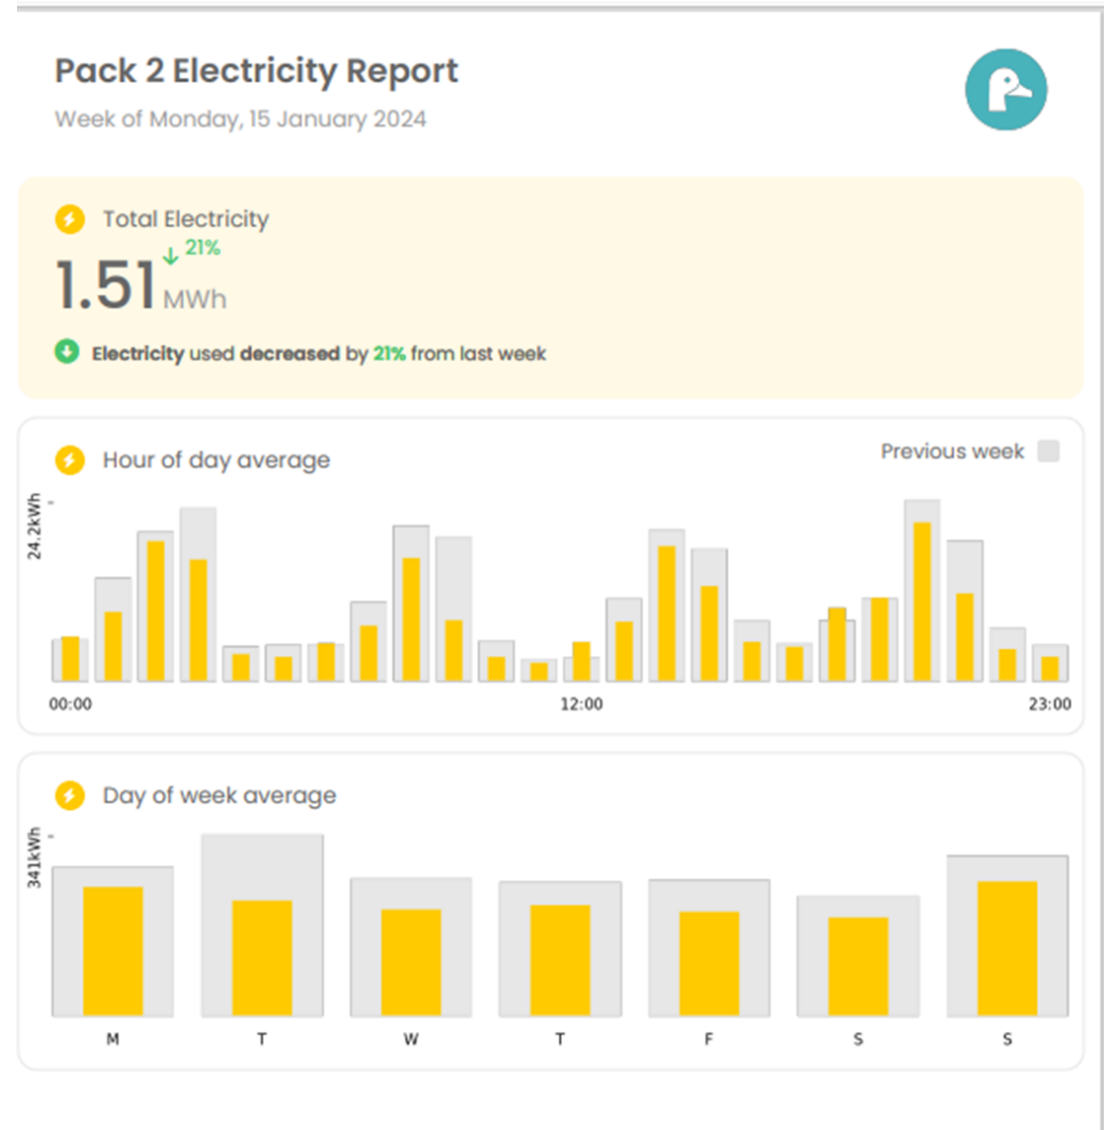 Pack 2 Electricity Report
Week of Monday, 15 January 2024
Total Electricity
1.51 MWh ↓ 21%
Electricity used decreased by 21% from last week
Hour of day average
Previous week
24.2kWh
00:00 12:00 23:00
Day of week average
341kWh
M T W T F S S